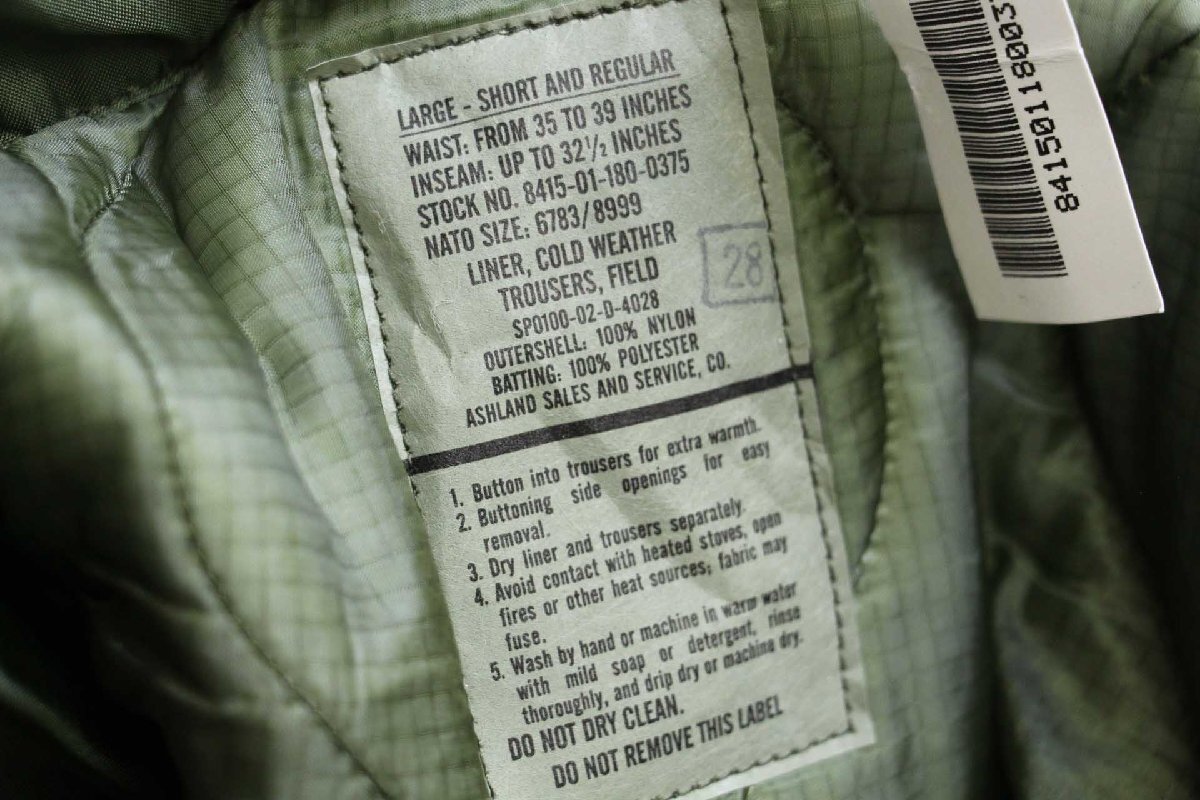 LARGE - SHORT AND REGULAR
WAIST: FROM 35 TO 39 INCHES
INSEAM: UP TO 32½ INCHES
STOCK NO. 8415-01-180-0375
NATO SIZE: 6783/8999
LINER, COLD WEATHER
TROUSERS, FIELD
SPO100-02-D-4028
OUTERSHELL: 100% NYLON
BATTING: 100% POLYESTER
ASHLAND SALES AND SERVICE, CO.
28
1. Button into trousers for extra warmth.
2. Buttoning side openings for easy
removal.
3. Dry liner and trousers separately.
4. Avoid contact with heated stoves, open
fires or other heat sources; fabric may
fuse.
5. Wash by hand or machine in warm water
with mild soap or detergent, rinse
thoroughly, and drip dry or machine dry.
DO NOT DRY CLEAN.
DO NOT REMOVE THIS LABEL
841501180037